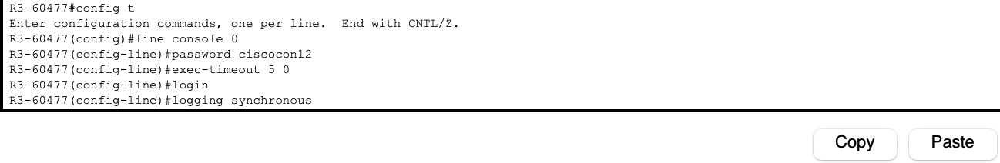 R3-60477#config t
Enter configuration commands, one per line.  End with CNTL/Z.
R3-60477(config)#line console 0
R3-60477(config-line)#password ciscocon12
R3-60477(config-line)#exec-timeout 5 0
R3-60477(config-line)#login
R3-60477(config-line)#logging synchronous
Copy Paste